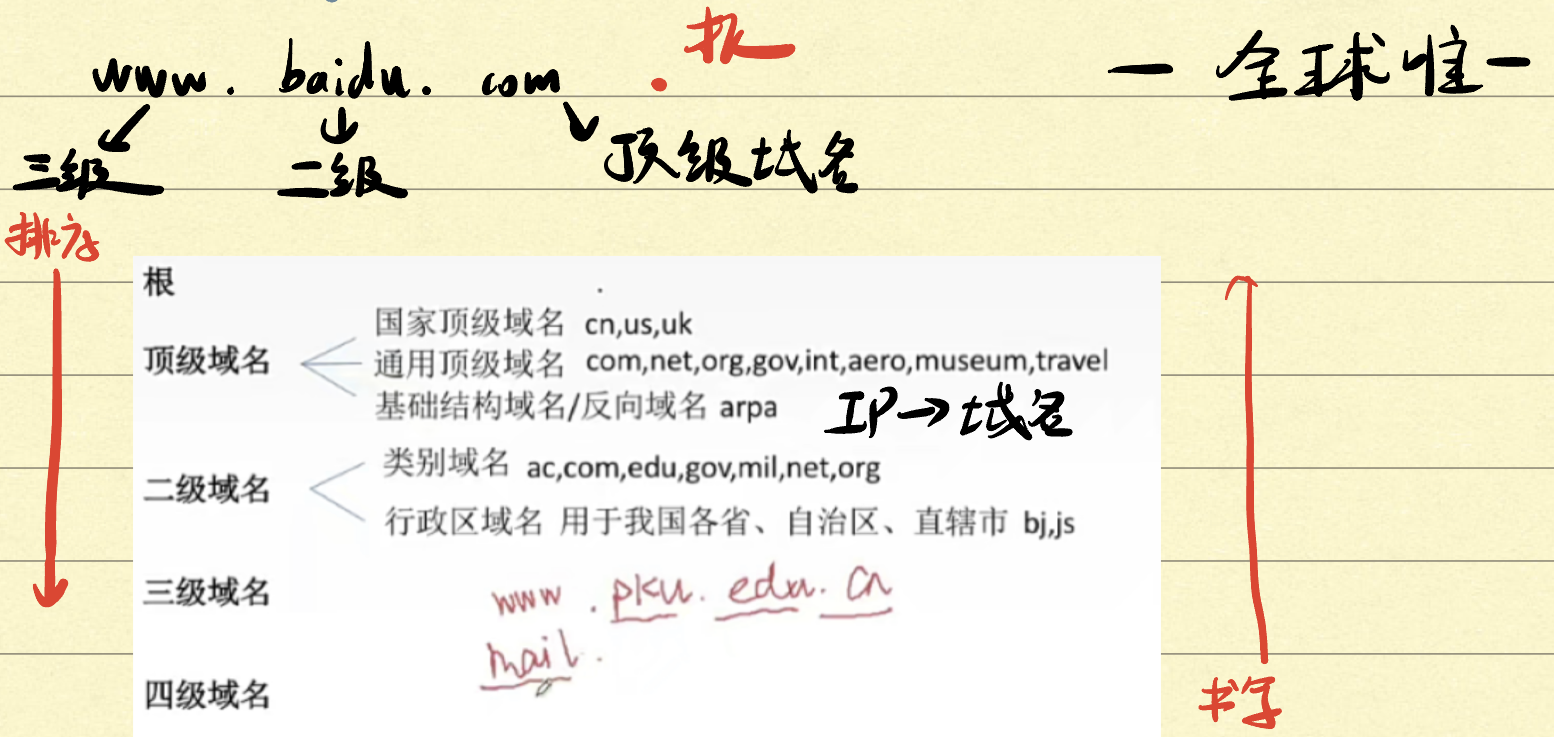 www. baidu. com . 根
— 全球唯一
三级 二级 顶级域名
排序
根 .
国家顶级域名 cn,us,uk
顶级域名 通用顶级域名 com,net,org,gov,int,aero,museum,travel
基础结构域名/反向域名 arpa IP→域名
类别域名 ac,com,edu,gov,mil,net,org
二级域名
行政区域名 用于我国各省、自治区、直辖市 bj,js
三级域名 www.pku.edu.cn
mail.
四级域名
书写